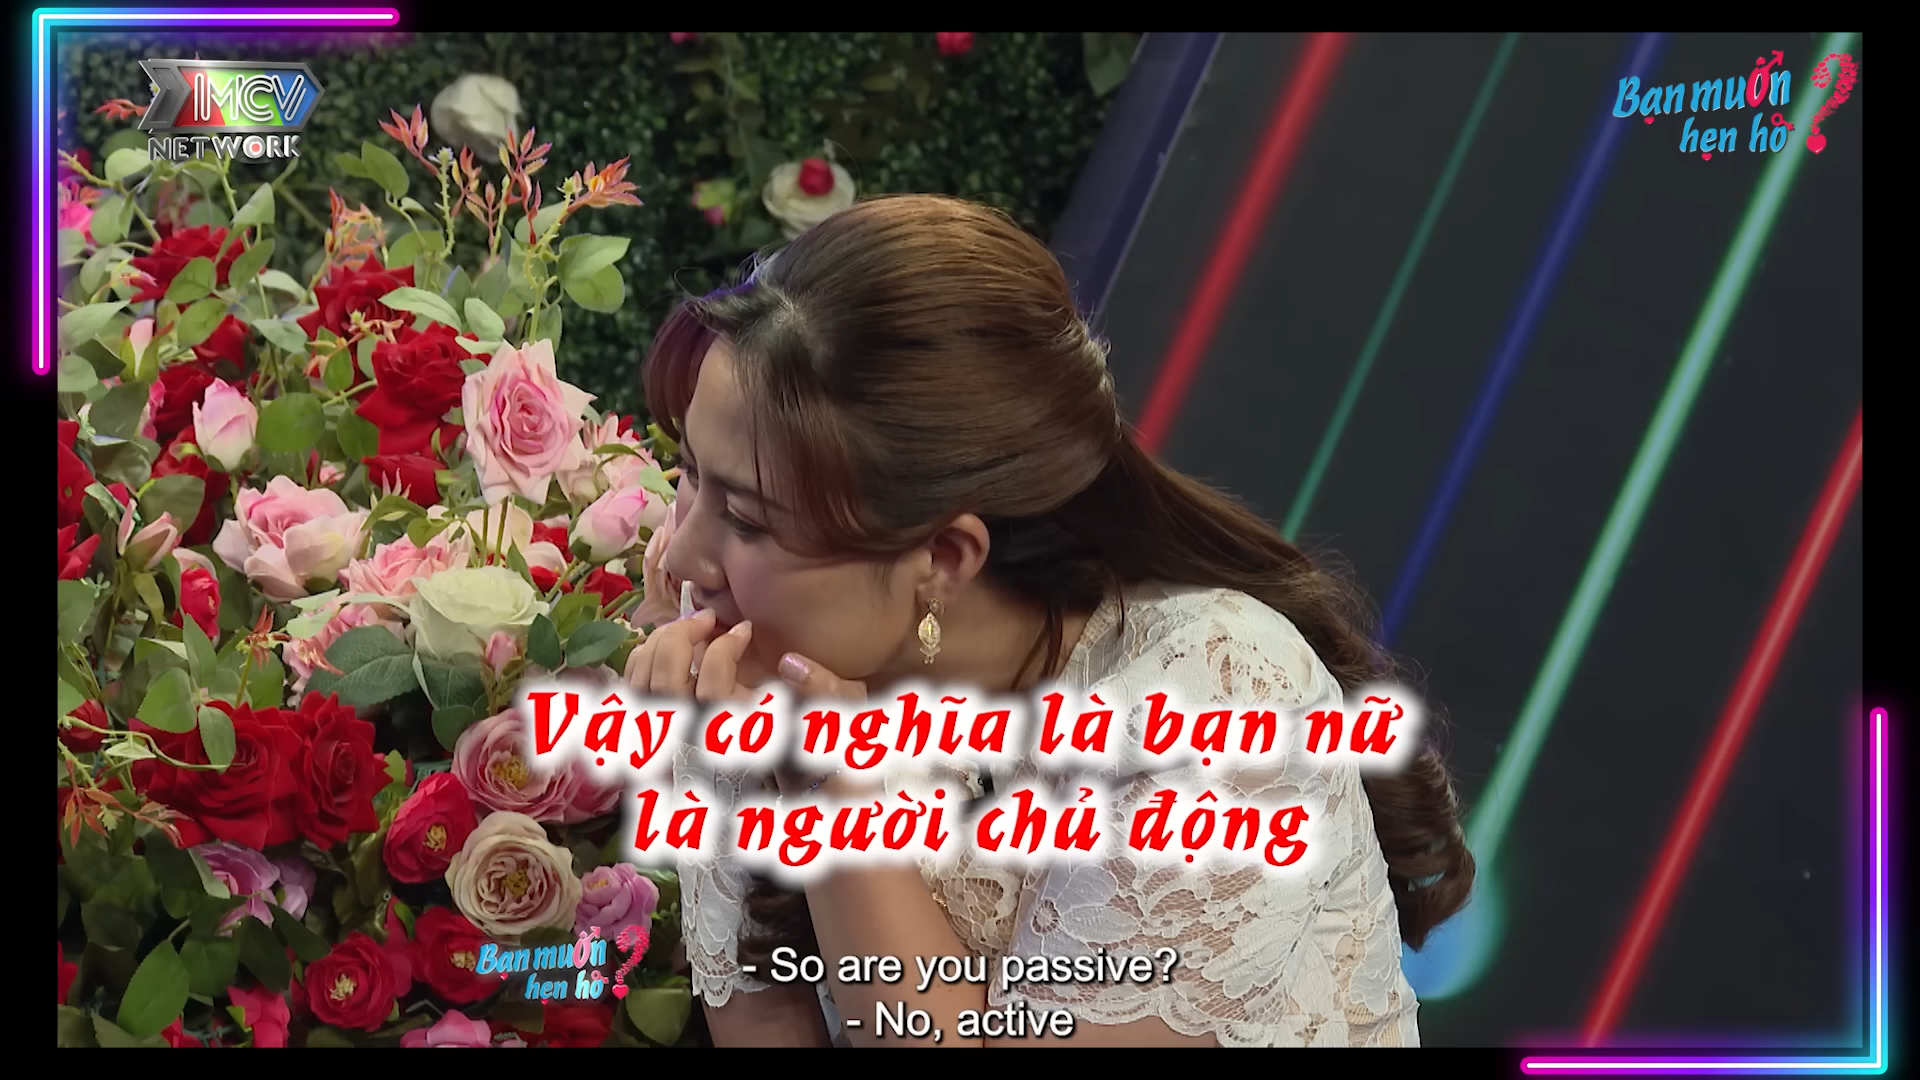 MCV
NETWORK
Bạn muốn
hẹn hò?
Vậy có nghĩa là bạn nữ
là người chủ động
Bạn muốn
hẹn hò?
- So are you passive?
- No, active